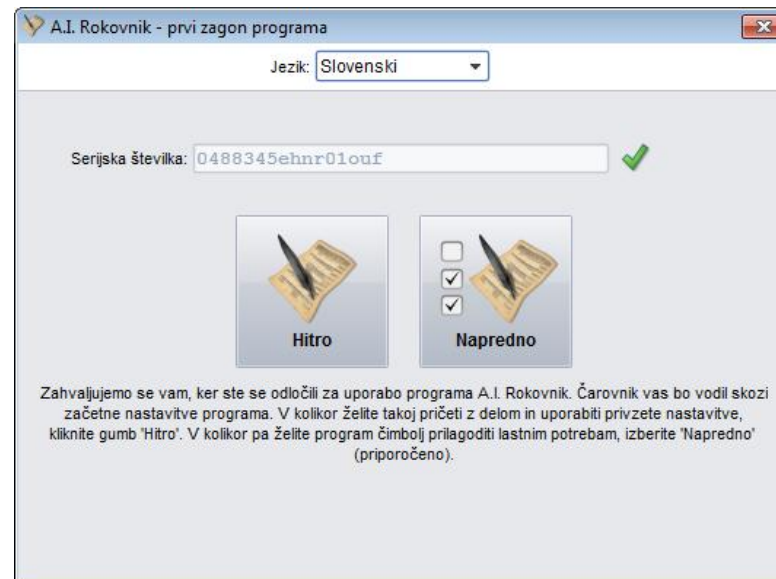 A.I. Rokovnik - prvi zagon programa
Jezik: Slovenski
Serijska številka: 0488345ehnr01ouf
Hitro Napredno
Zahvaljujemo se vam, ker ste se odločili za uporabo programa A.I. Rokovnik. Čarovnik vas bo vodil skozi
začetne nastavitve programa. V kolikor želite takoj pričeti z delom in uporabiti privzete nastavitve,
kliknite gumb 'Hitro'. V kolikor pa želite program čimbolj prilagoditi lastnim potrebam, izberite 'Napredno'
(priporočeno).